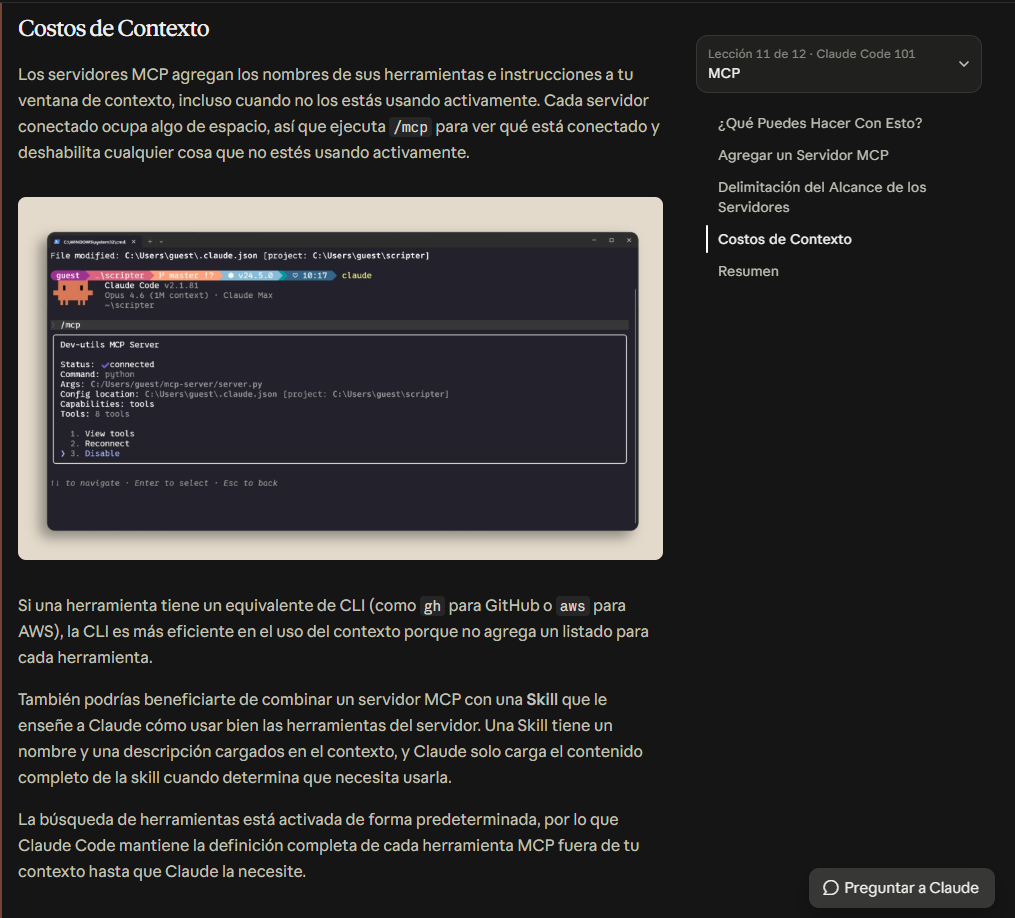 Costos de Contexto
Los servidores MCP agregan los nombres de sus herramientas e instrucciones a tu
ventana de contexto, incluso cuando no los estás usando activamente. Cada servidor
conectado ocupa algo de espacio, así que ejecuta /mcp para ver qué está conectado y
deshabilita cualquier cosa que no estés usando activamente.
C:\WINDOWS\system32\cmd.
File modified: C:\Users\guest\.claude.json [project: C:\Users\guest\scripter]
guest ..\scripter master !? v24.5.0 10:17 claude
Claude Code v2.1.81
Opus 4.6 (1M context) · Claude Max
~\scripter
/mcp
Dev-utils MCP Server
Status: ✔connected
Command: python
Args: C:/Users/guest/mcp-server/server.py
Config location: C:\Users\guest\.claude.json [project: C:\Users\guest\scripter]
Capabilities: tools
Tools: 8 tools
1. View tools
2. Reconnect
❯ 3. Disable
↑↓ to navigate · Enter to select · Esc to back
Si una herramienta tiene un equivalente de CLI (como gh para GitHub o aws para
AWS), la CLI es más eficiente en el uso del contexto porque no agrega un listado para
cada herramienta.
También podrías beneficiarte de combinar un servidor MCP con una Skill que le
enseñe a Claude cómo usar bien las herramientas del servidor. Una Skill tiene un
nombre y una descripción cargados en el contexto, y Claude solo carga el contenido
completo de la skill cuando determina que necesita usarla.
La búsqueda de herramientas está activada de forma predeterminada, por lo que
Claude Code mantiene la definición completa de cada herramienta MCP fuera de tu
contexto hasta que Claude la necesite.
Lección 11 de 12 · Claude Code 101
MCP
¿Qué Puedes Hacer Con Esto?
Agregar un Servidor MCP
Delimitación del Alcance de los
Servidores
Costos de Contexto
Resumen
Preguntar a Claude